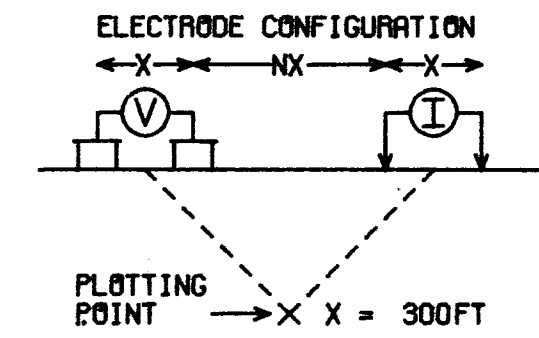 ELECTRODE CONFIGURATION
X NX X
V I
PLOTTING
POINT X = 300FT